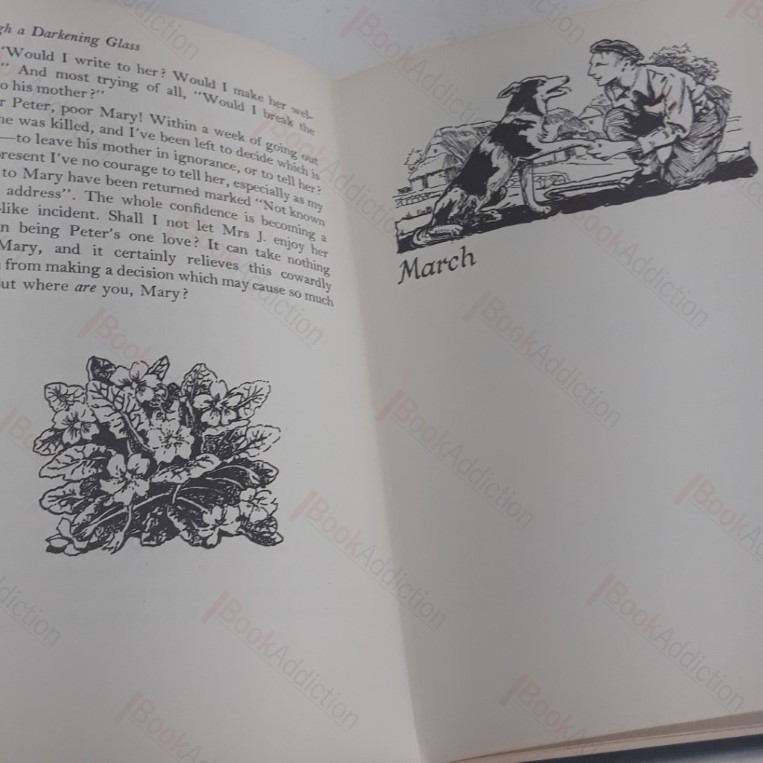 gh a Darkening Glass
"Would I write to her? Would I make her wel-
" And most trying of all, "Would I break the
o his mother?"
r Peter, poor Mary! Within a week of going out
he was killed, and I've been left to decide which is
—to leave his mother in ignorance, or to tell her?
present I've no courage to tell her, especially as my
to Mary have been returned marked "Not known
address". The whole confidence is becoming a
-like incident. Shall I not let Mrs J. enjoy her
n being Peter's one love? It can take nothing
Mary, and it certainly relieves this cowardly
from making a decision which may cause so much
out where are you, Mary?
March
BookAddiction